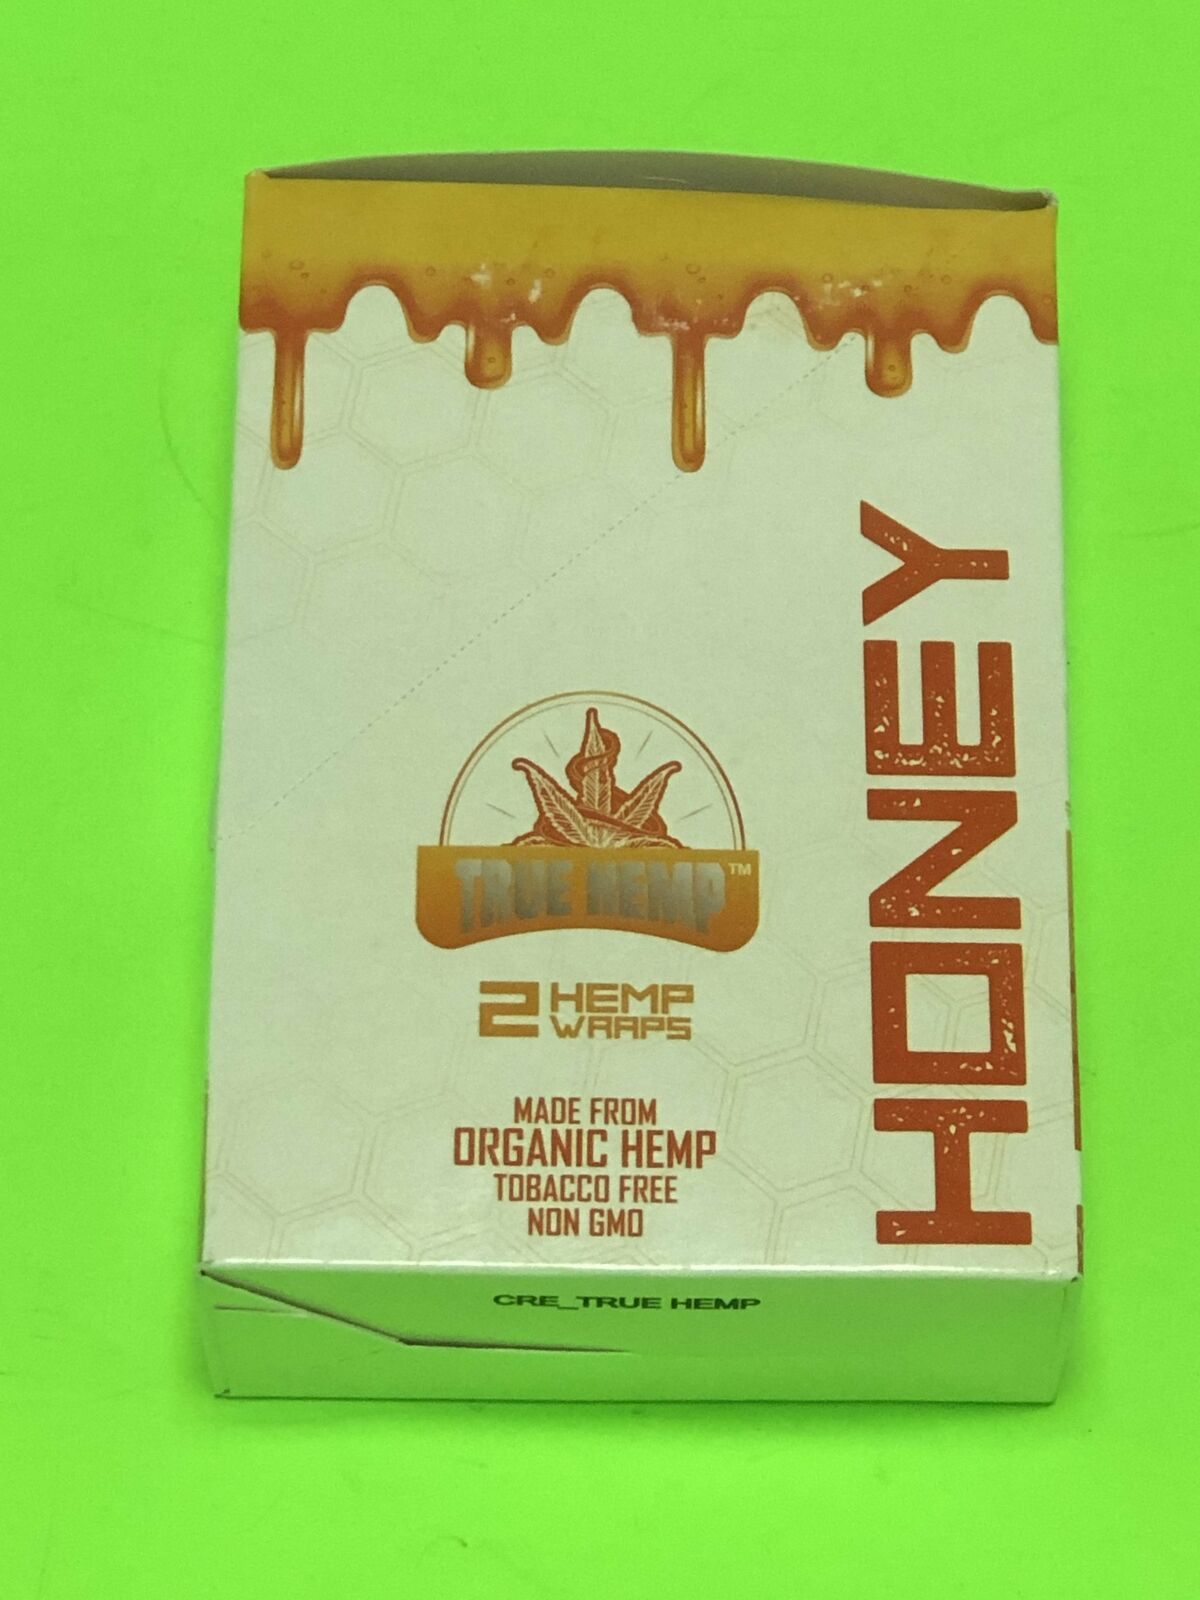 TRUE HEMP™
2 HEMP
WRAPS
MADE FROM
ORGANIC HEMP
TOBACCO FREE
NON GMO
HONEY
CRE_TRUE HEMP